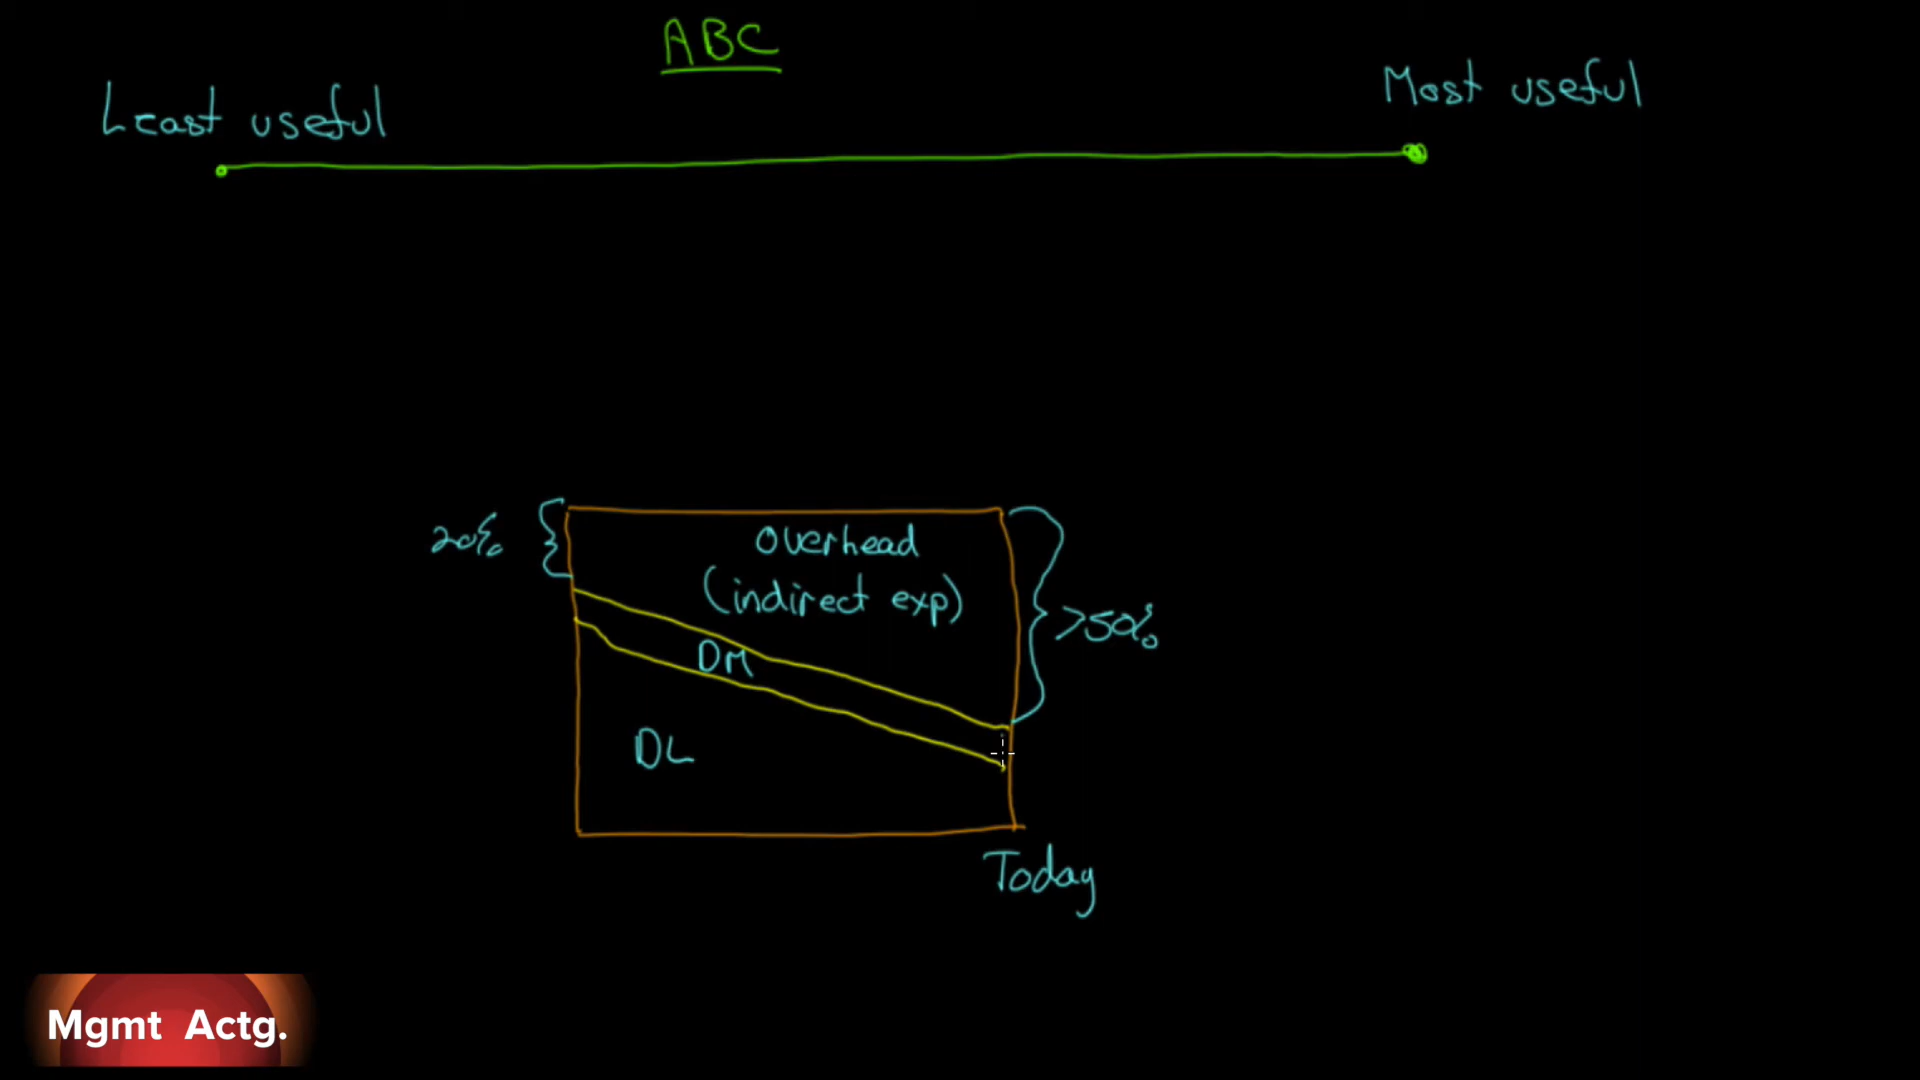 ABC
Least useful
Most useful
20%
Overhead
(indirect exp)
>50%
DM
DL
Today
Mgmt Actg.